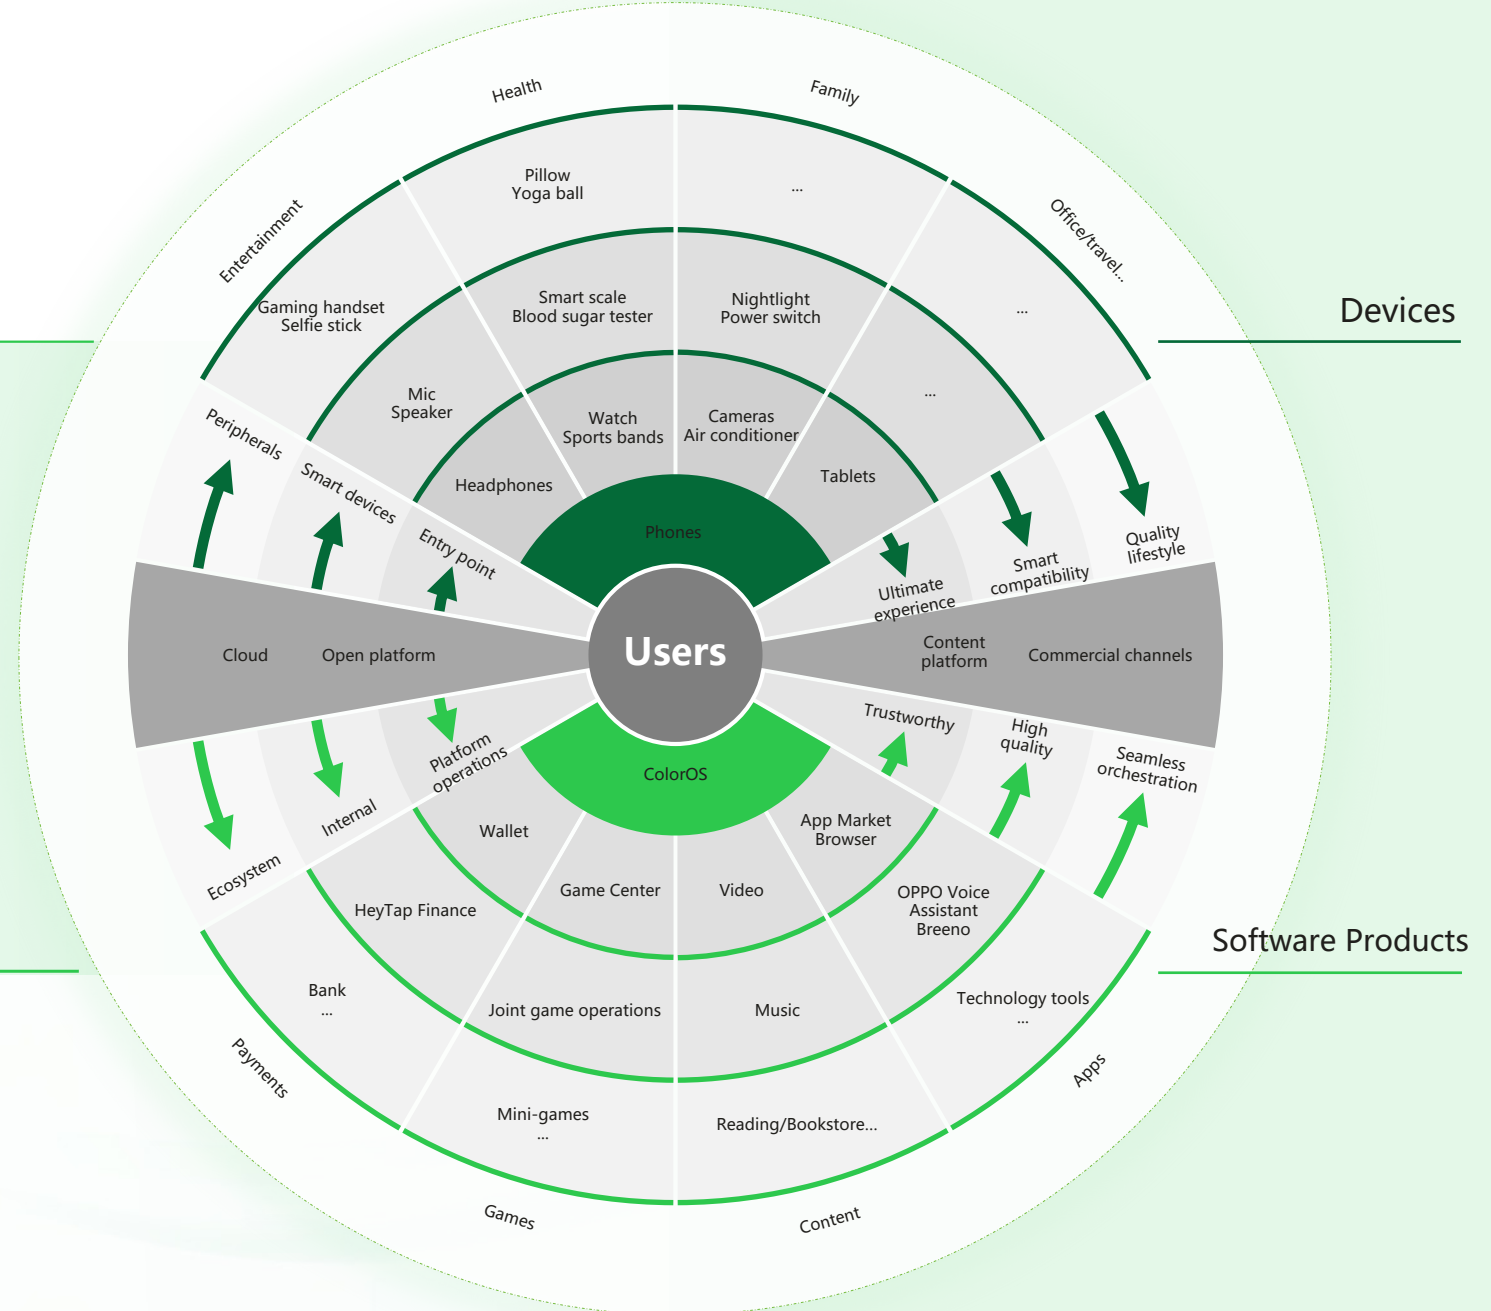 Health
Family
Entertainment
Office/travel...
Pillow
Yoga ball
...
Gaming handset
Selfie stick
...
Devices
Smart scale
Blood sugar tester
Nightlight
Power switch
Mic
Speaker
...
Watch
Sports bands
Cameras
Air conditioner
Headphones
Tablets
Phones
Peripherals
Smart devices
Entry point
Ultimate
experience
Smart
compatibility
Quality
lifestyle
Cloud
Open platform
Users
Content
platform
Commercial channels
Platform
operations
Internal
Ecosystem
Trustworthy
High
quality
Seamless
orchestration
ColorOS
Wallet
Game Center
Video
App Market
Browser
HeyTap Finance
Joint game operations
Music
OPPO Voice
Assistant
Breeno
Software Products
Bank
...
Mini-games
...
Reading/Bookstore...
Technology tools
...
Payments
Games
Content
Apps